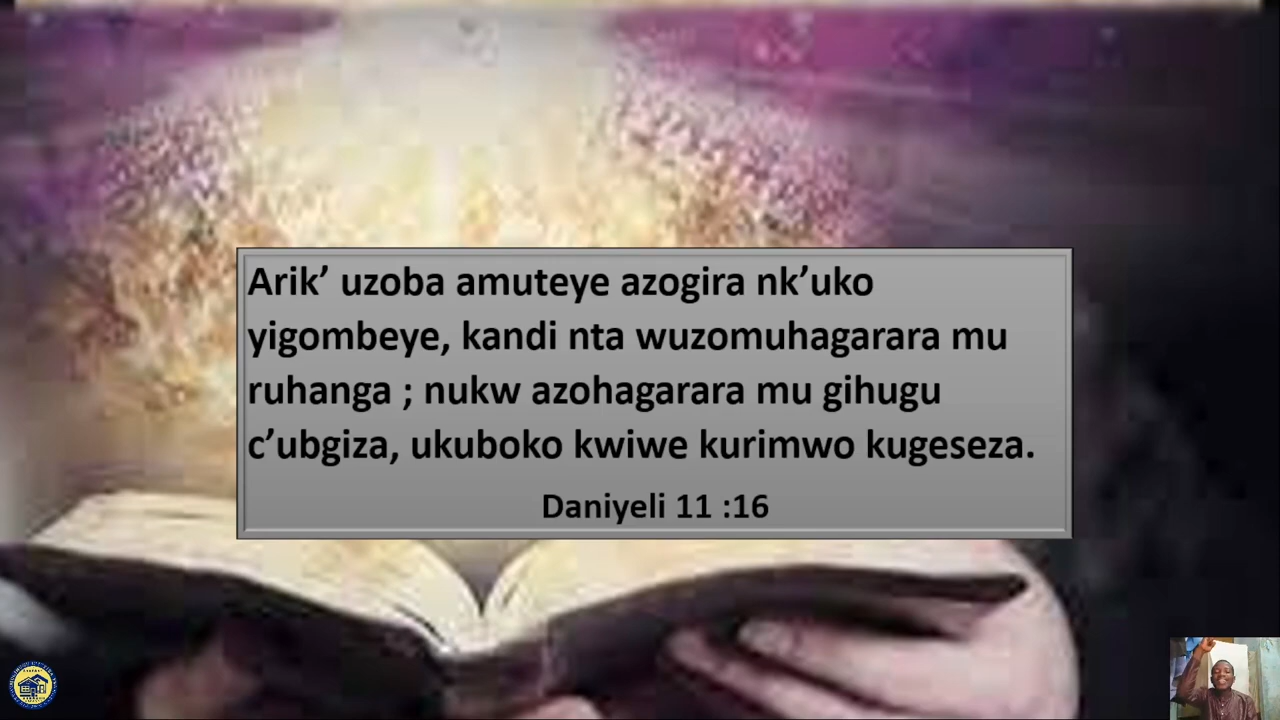 Arik’ uzoba amuteye azogira nk’uko
yigombeye, kandi nta wuzomuhagarara mu
ruhanga ; nukw azohagarara mu gihugu
c’ubgiza, ukuboko kwiwe kurimwo kugeseza.
Daniyeli 11 :16